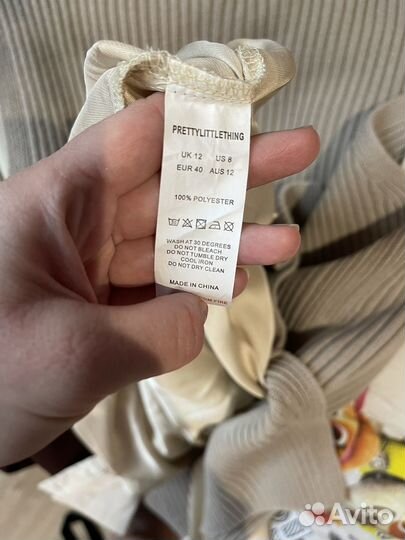 PRETTYLITTLETHING
UK 12 US 8
EUR 40 AUS 12
100% POLYESTER
WASH AT 30 DEGREES
DO NOT BLEACH
DO NOT TUMBLE DRY
COOL IRON
DO NOT DRY CLEAN
MADE IN CHINA
FIRE
Avito